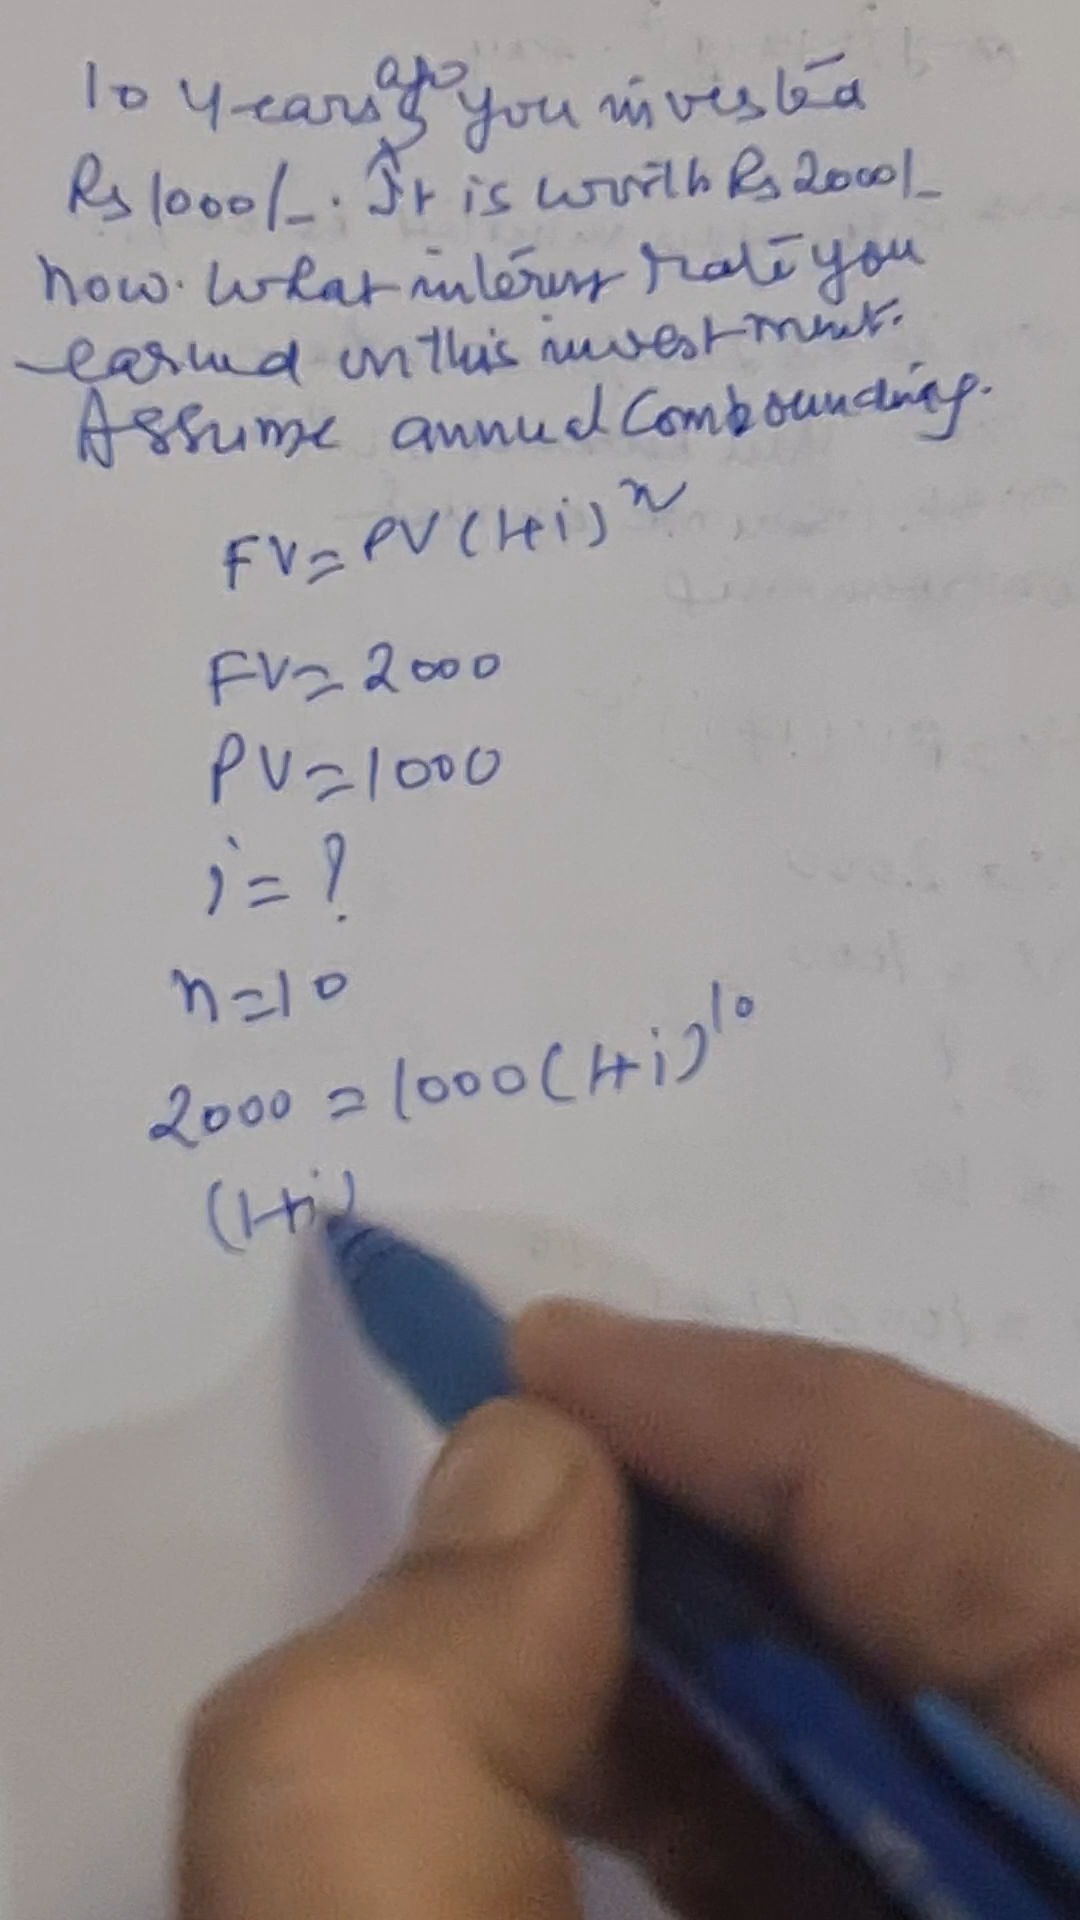 10 years ago you invested
Rs 1000/-. It is worth Rs 2000/-
now. What interest rate you
earned on this investment.
Assume annual Compounding.
FV = PV (1+i)^n
FV = 2000
PV = 1000
i = ?
n = 10
2000 = 1000 (1+i)^10
(1+i)